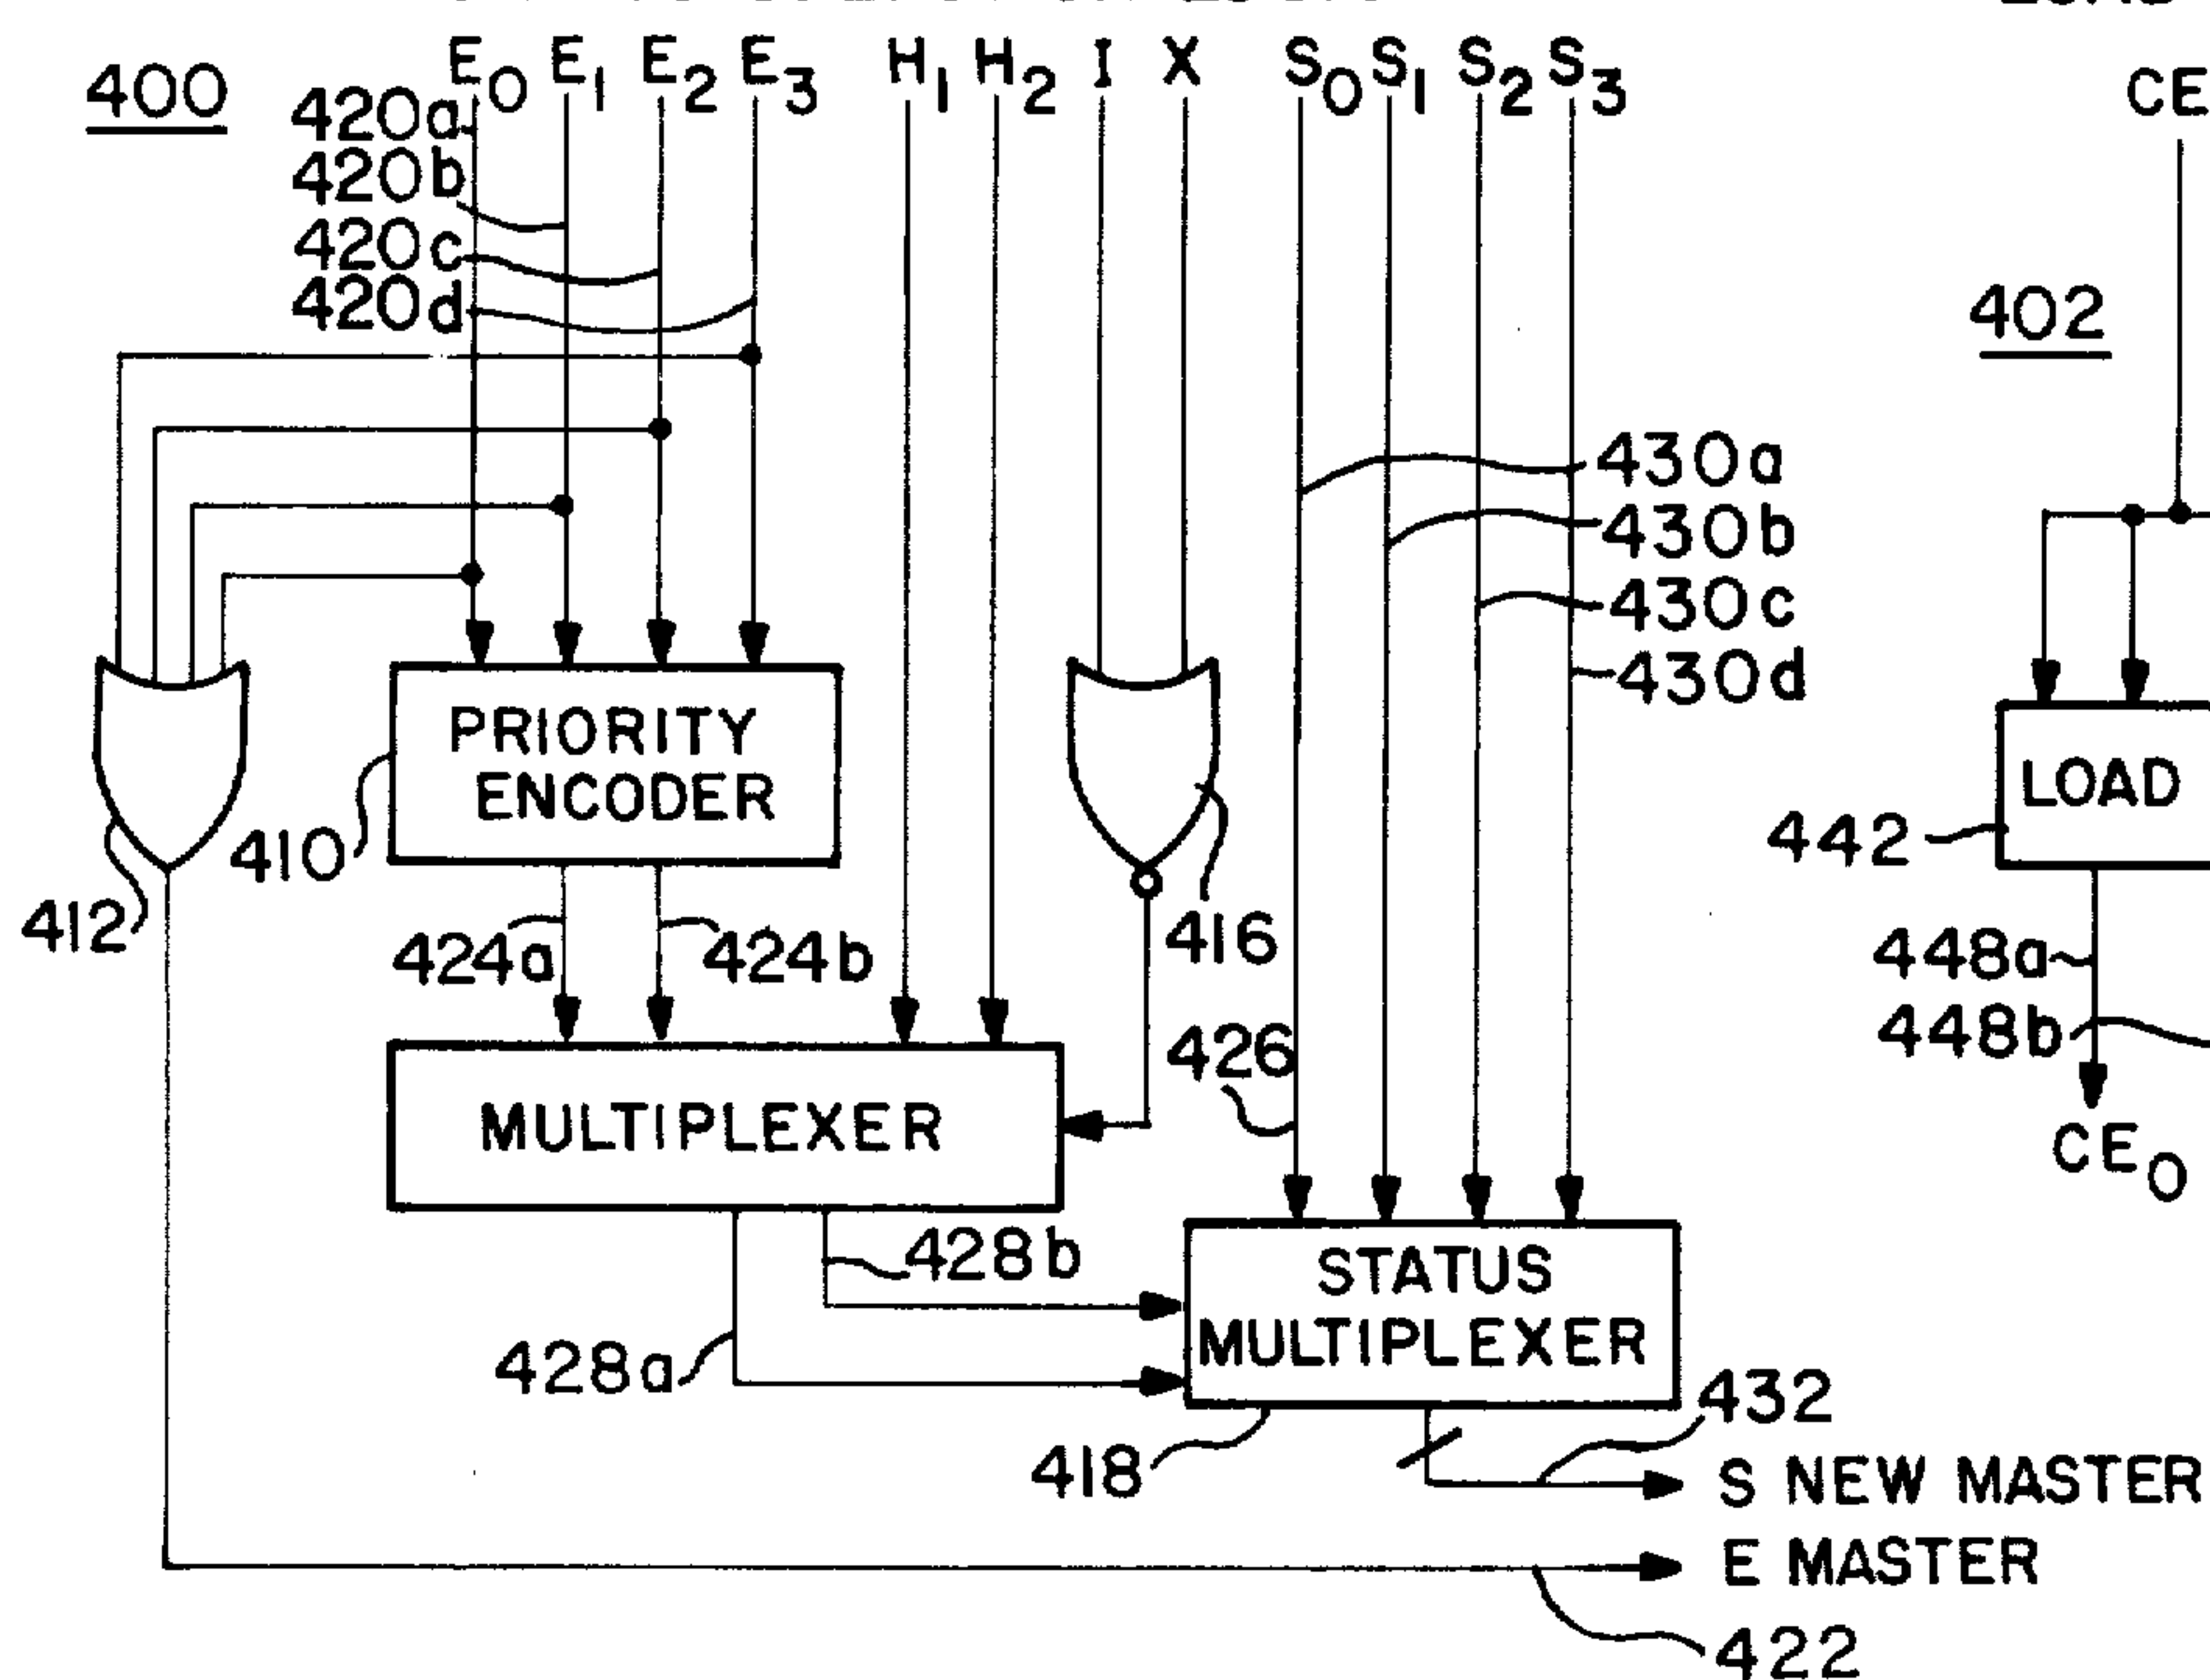 400
E0 E1 E2 E3 H1 H2 I X S0 S1 S2 S3
CE
420a
420b
420c
420d
402
430a
430b
430c
430d
PRIORITY
ENCODER
410
412
416
LOAD
442
424a
424b
448a
448b
426
CE0
MULTIPLEXER
428b
428a
STATUS
MULTIPLEXER
418
432
S NEW MASTER
E MASTER
422